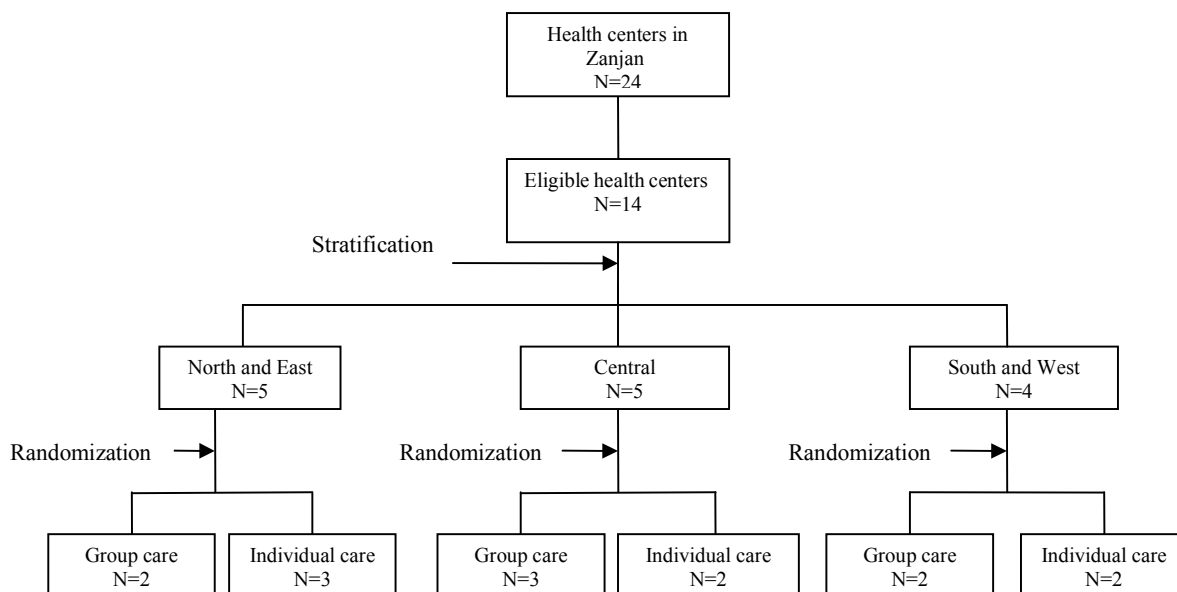 Health centers in
Zanjan
N=24
Eligible health centers
N=14
Stratification
North and East
N=5
Central
N=5
South and West
N=4
Randomization
Randomization
Randomization
Group care
N=2
Individual care
N=3
Group care
N=3
Individual care
N=2
Group care
N=2
Individual care
N=2